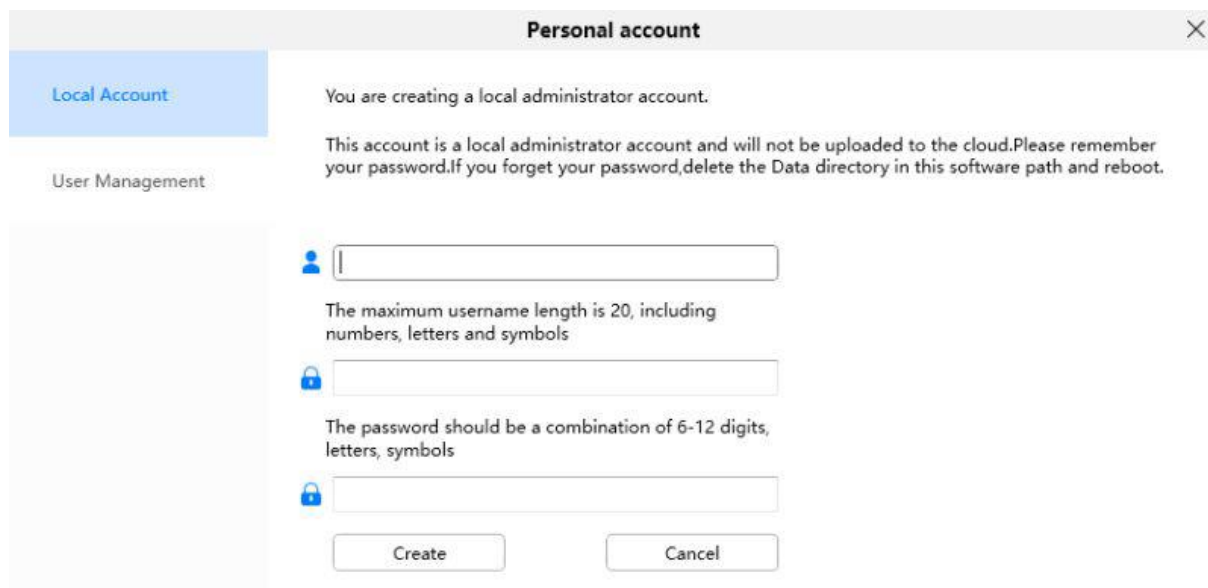 Personal account
Local Account
User Management
You are creating a local administrator account.
This account is a local administrator account and will not be uploaded to the cloud.Please remember
your password.If you forget your password,delete the Data directory in this software path and reboot.
The maximum username length is 20, including
numbers, letters and symbols
The password should be a combination of 6-12 digits,
letters, symbols
Create
Cancel